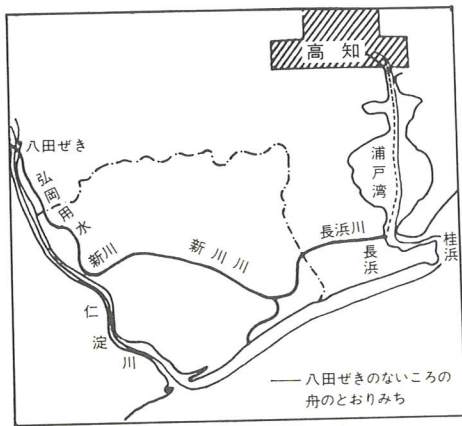 高知
八田ぜき
弘岡用水
浦戸湾
新川
新川川
長浜川
長浜
桂浜
仁淀川
── 八田ぜきのないころの
舟のとおりみち